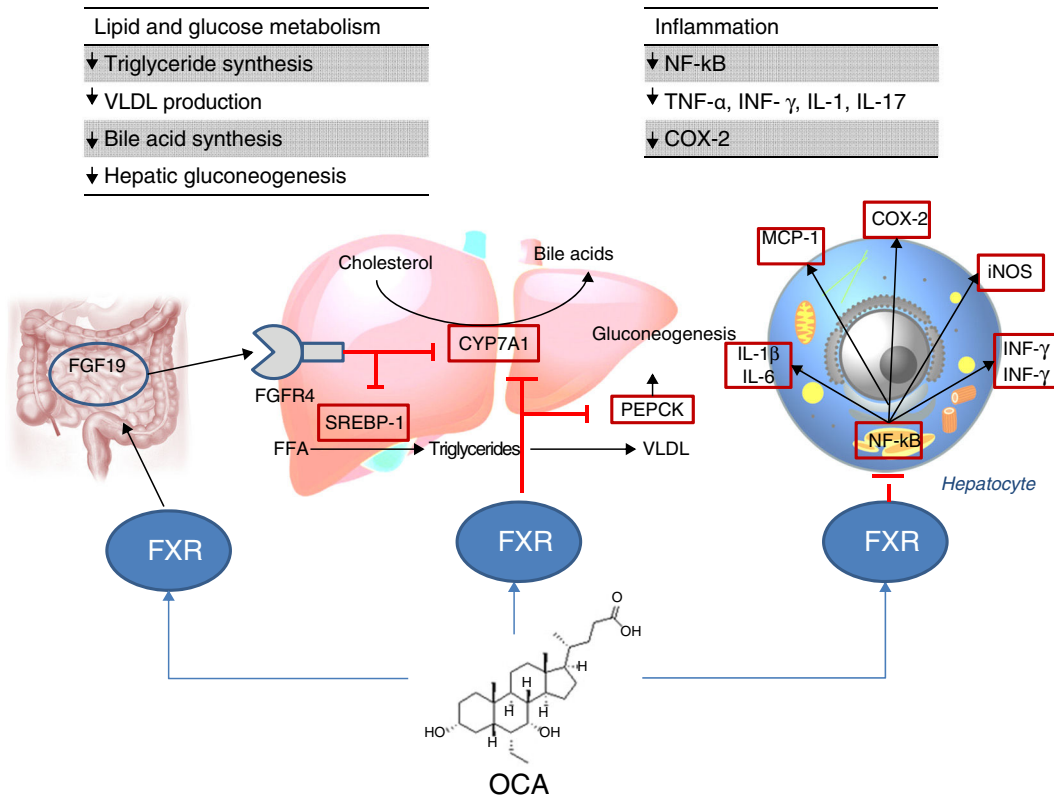 Lipid and glucose metabolism
↓ Triglyceride synthesis
↓ VLDL production
↓ Bile acid synthesis
↓ Hepatic gluconeogenesis
Inflammation
↓ NF-kB
↓ TNF-α, INF- γ, IL-1, IL-17
↓ COX-2
Cholesterol
Bile acids
CYP7A1
Gluconeogenesis
FGF19
FGFR4
SREBP-1
PEPCK
FFA
Triglycerides
VLDL
MCP-1
COX-2
iNOS
IL-1β
IL-6
INF-γ
INF-γ
NF-kB
Hepatocyte
FXR
FXR
FXR
O
OH
H
H
H
H
HO
H
OH
OCA